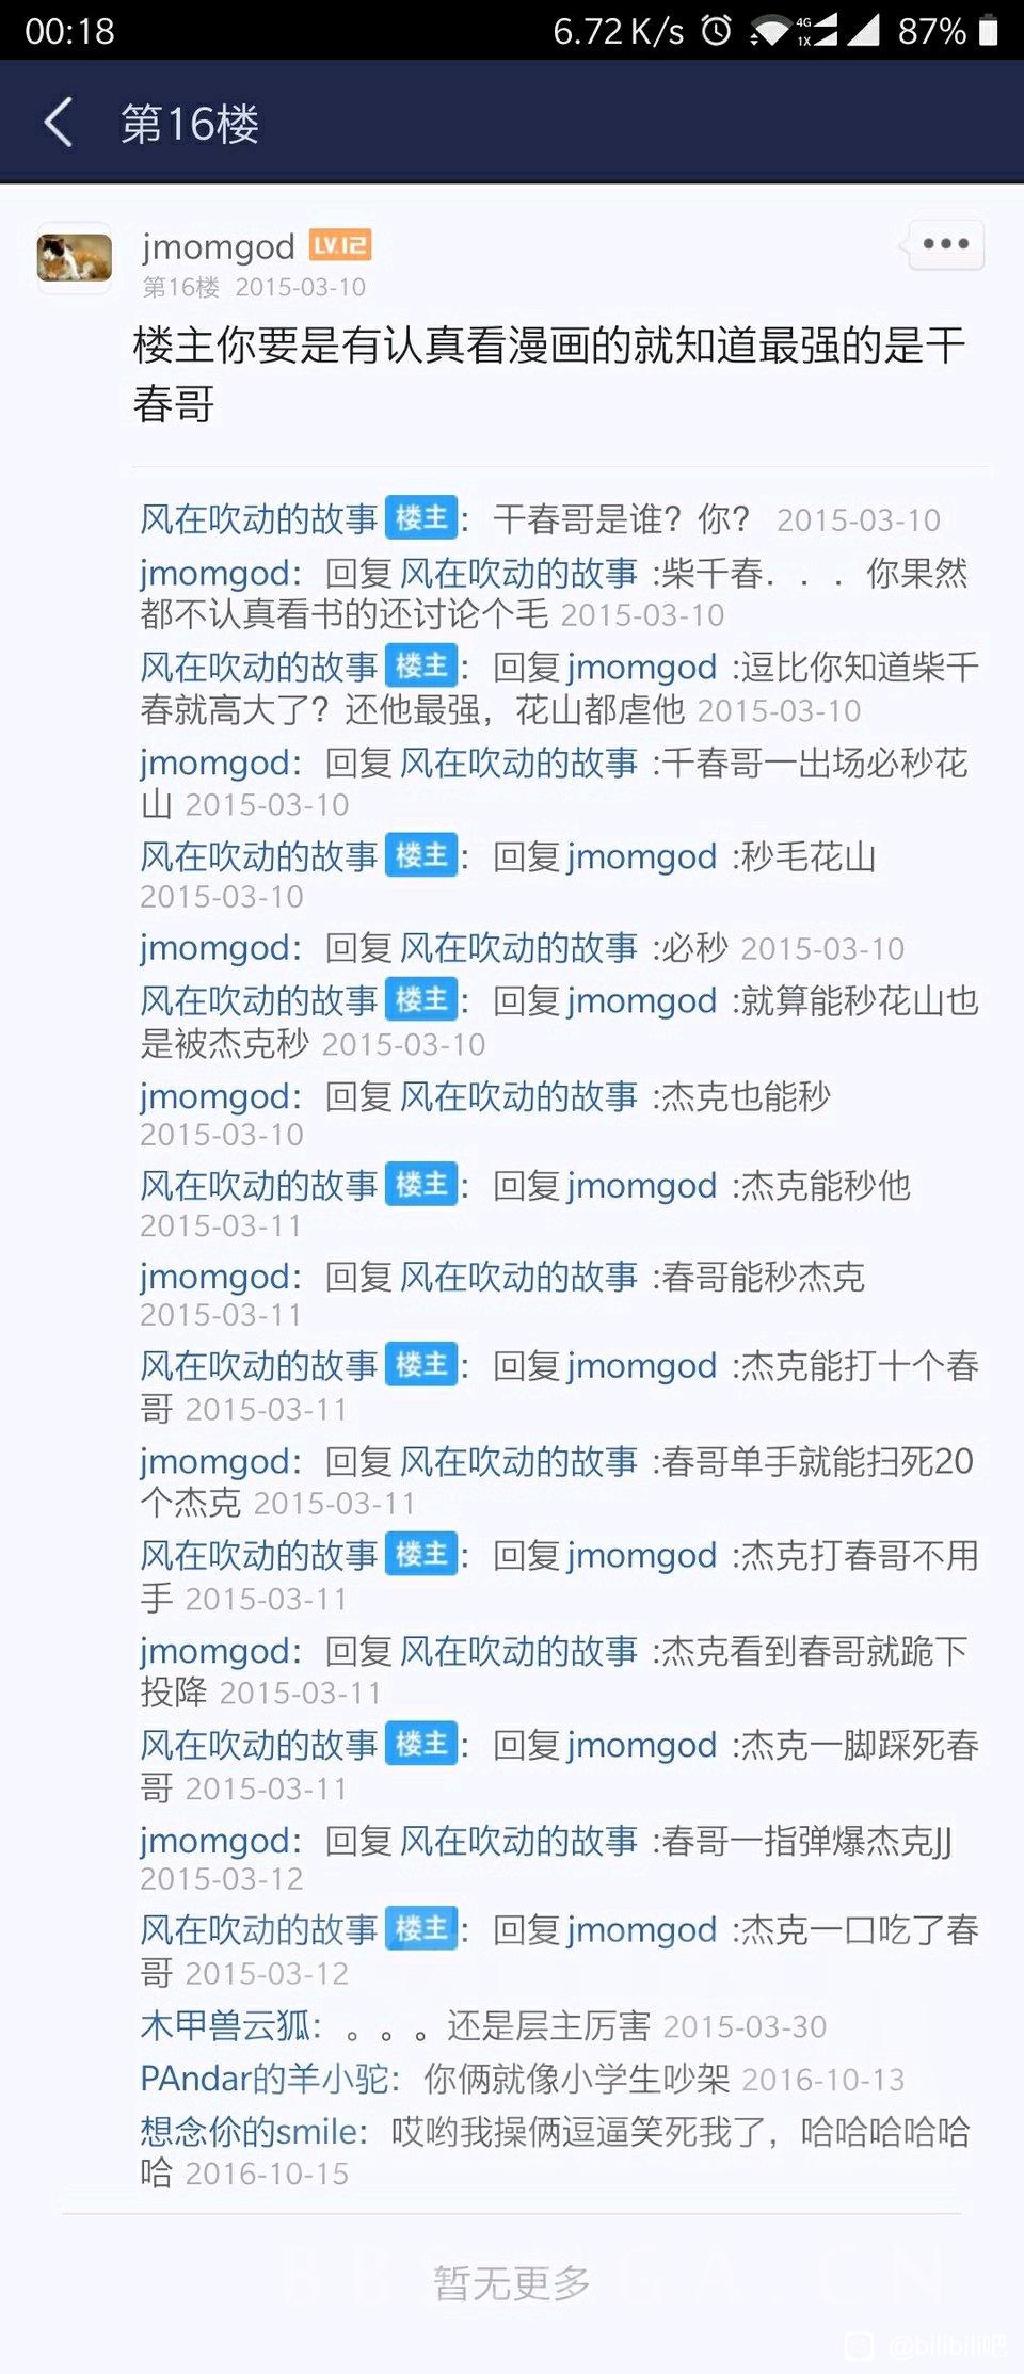 00:18 6.72 K/s 4G 1X 87%
第16楼
jmomgod LV.12
第16楼 2015-03-10
楼主你要是有认真看漫画的就知道最强的是干
春哥
风在吹动的故事 楼主： 干春哥是谁？你？ 2015-03-10
jmomgod： 回复 风在吹动的故事 :柴千春．．．你果然
都不认真看书的还讨论个毛 2015-03-10
风在吹动的故事 楼主： 回复 jmomgod :逗比你知道柴千
春就高大了？还他最强，花山都虐他 2015-03-10
jmomgod： 回复 风在吹动的故事 :千春哥一出场必秒花
山 2015-03-10
风在吹动的故事 楼主： 回复 jmomgod :秒毛花山
2015-03-10
jmomgod： 回复 风在吹动的故事 :必秒 2015-03-10
风在吹动的故事 楼主： 回复 jmomgod :就算能秒花山也
是被杰克秒 2015-03-10
jmomgod： 回复 风在吹动的故事 :杰克也能秒
2015-03-10
风在吹动的故事 楼主： 回复 jmomgod :杰克能秒他
2015-03-11
jmomgod： 回复 风在吹动的故事 :春哥能秒杰克
2015-03-11
风在吹动的故事 楼主： 回复 jmomgod :杰克能打十个春
哥 2015-03-11
jmomgod： 回复 风在吹动的故事 :春哥单手就能扫死20
个杰克 2015-03-11
风在吹动的故事 楼主： 回复 jmomgod :杰克打春哥不用
手 2015-03-11
jmomgod： 回复 风在吹动的故事 :杰克看到春哥就跪下
投降 2015-03-11
风在吹动的故事 楼主： 回复 jmomgod :杰克一脚踩死春
哥 2015-03-11
jmomgod： 回复 风在吹动的故事 :春哥一指弹爆杰克JJ
2015-03-12
风在吹动的故事 楼主： 回复 jmomgod :杰克一口吃了春
哥 2015-03-12
木甲兽云狐： 。。。还是层主厉害 2015-03-30
PAndar的羊小驼： 你俩就像小学生吵架 2016-10-13
想念伱的smile： 哎哟我操俩逗逼笑死我了，哈哈哈哈哈
哈 2016-10-15
暂无更多
@bilibili吧